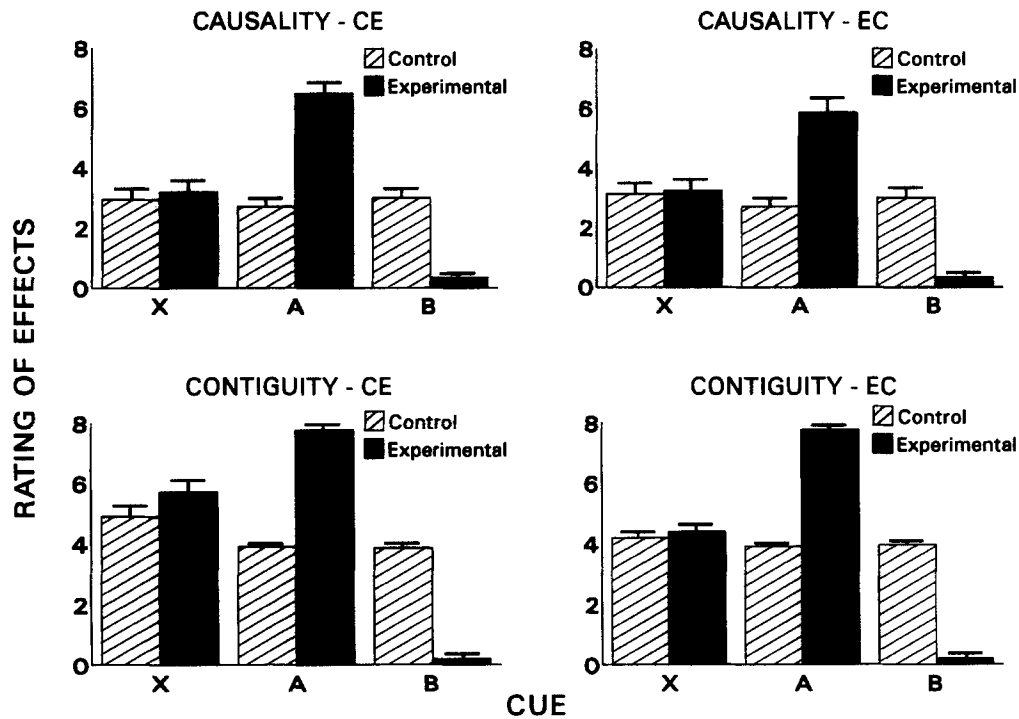 CAUSALITY - CE
8
6
4
2
0
Control
Experimental
X A B
CAUSALITY - EC
8
6
4
2
0
Control
Experimental
X A B
RATING OF EFFECTS
CONTIGUITY - CE
8
6
4
2
0
Control
Experimental
X A B
CONTIGUITY - EC
8
6
4
2
0
Control
Experimental
X A B
CUE